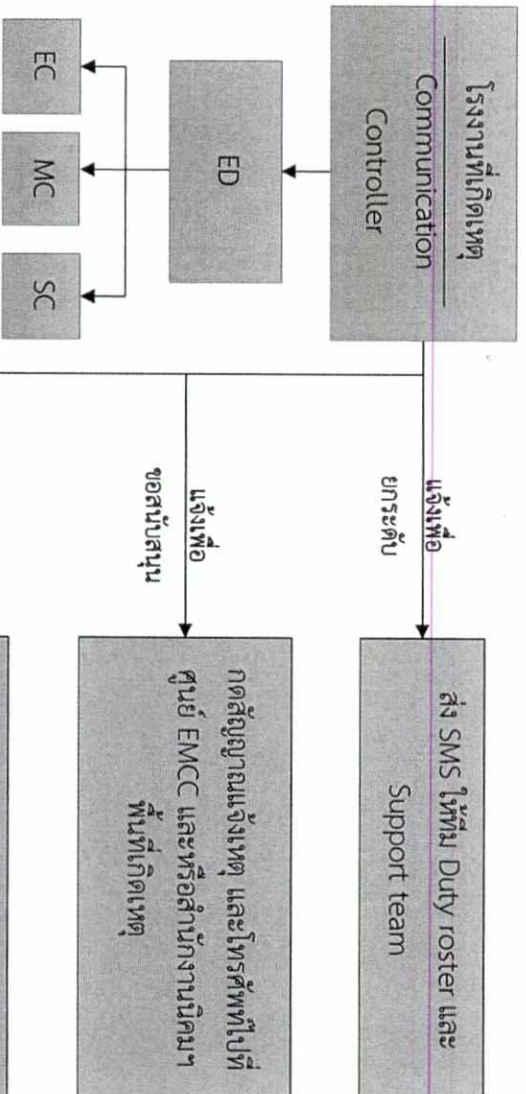 โรงงานที่เกิดเหตุ
Communication
Controller
ED
EC
MC
SC
แจ้งเพื่อ
ยกระดับ
ส่ง SMS ให้ทีม Duty roster และ
Support team
แจ้งเพื่อ
ขอสนับสนุน
กดสัญญาณแจ้งเหตุ และโทรศัพท์ไปที่
ศูนย์ EMCC และหรือสำนักงานนิคมฯ
พื้นที่เกิดเหตุ